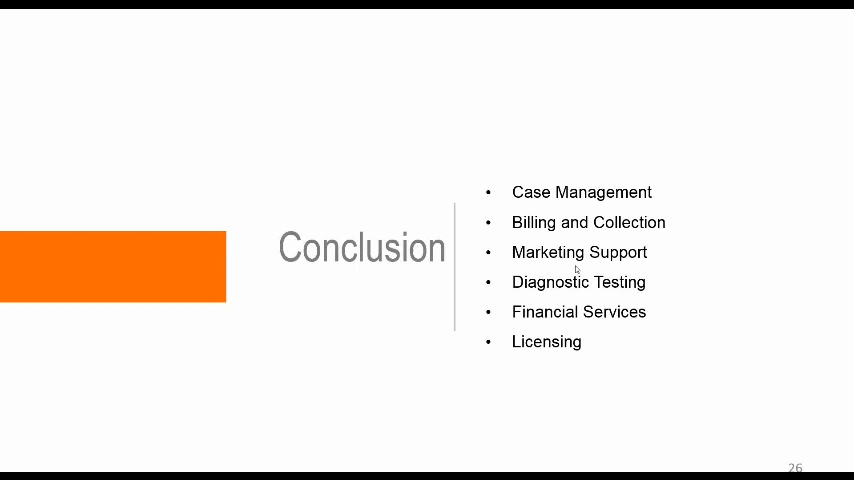 Conclusion
• Case Management
• Billing and Collection
• Marketing Support
• Diagnostic Testing
• Financial Services
• Licensing
26